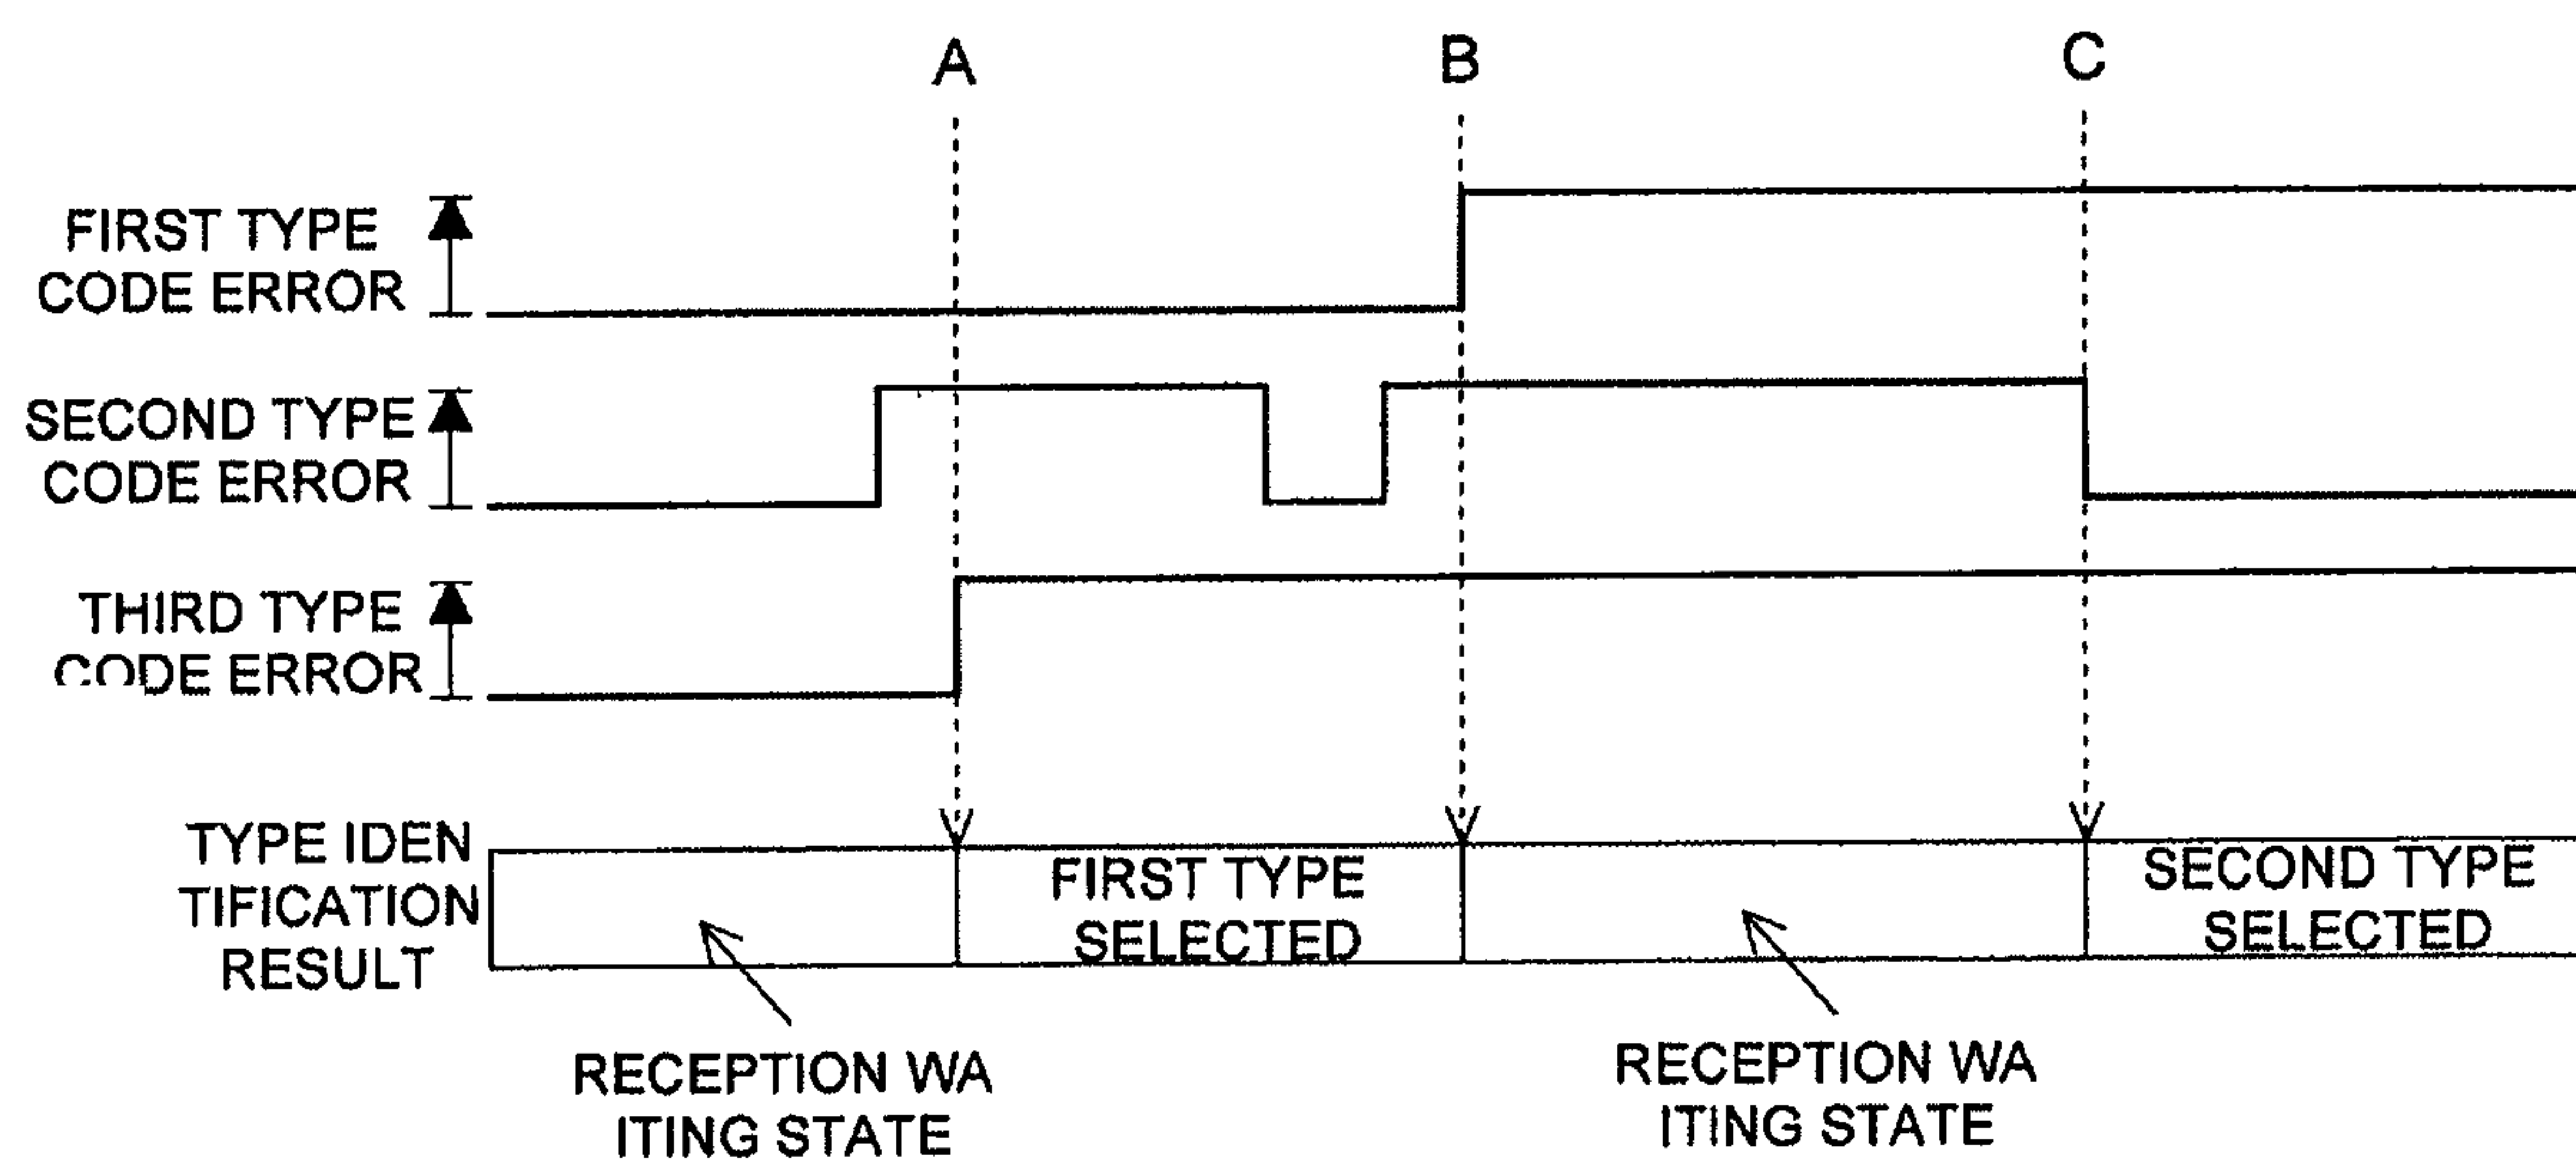 A
B
C
FIRST TYPE
CODE ERROR
SECOND TYPE
CODE ERROR
THIRD TYPE
CODE ERROR
TYPE IDEN
TIFICATION
RESULT
FIRST TYPE
SELECTED
SECOND TYPE
SELECTED
RECEPTION WA
ITING STATE
RECEPTION WA
ITING STATE